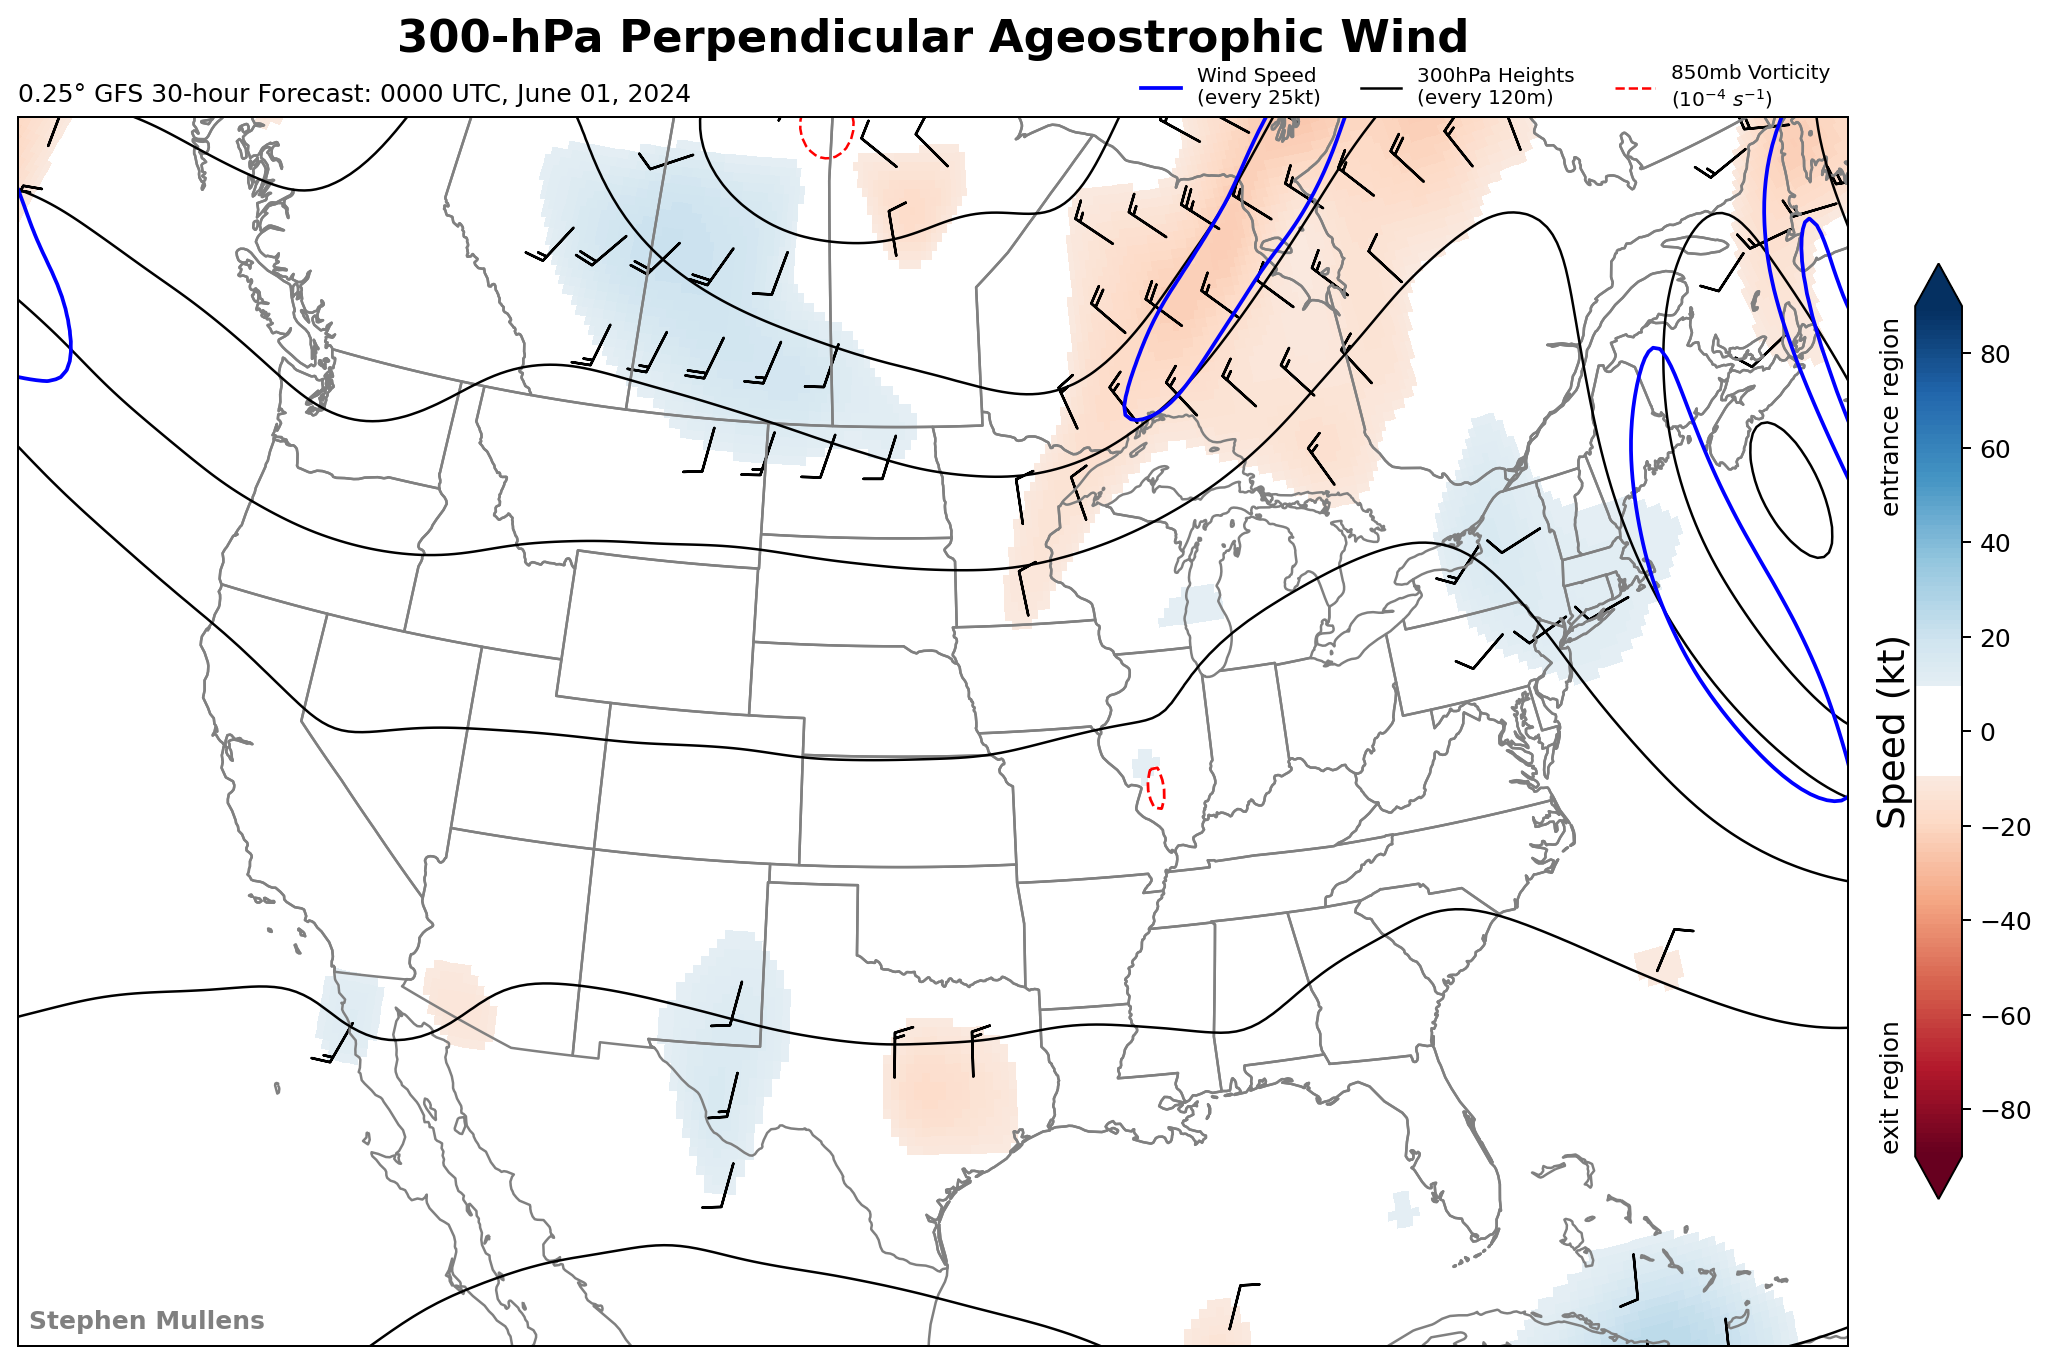 300-hPa Perpendicular Ageostrophic Wind
0.25° GFS 30-hour Forecast: 0000 UTC, June 01, 2024
Wind Speed
(every 25kt)
300hPa Heights
(every 120m)
850mb Vorticity
(10⁻⁴ s⁻¹)
entrance region
Speed (kt)
exit region
80
60
40
20
0
−20
−40
−60
−80
Stephen Mullens